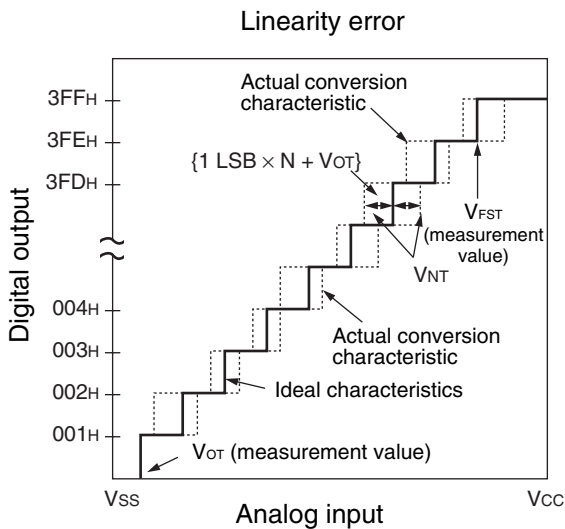 Linearity error
Actual conversion
characteristic
3FFH
3FEH
{1 LSB × N + VOT}
3FDH
VFST
(measurement
value)
VNT
Digital output
004H
Actual conversion
characteristic
003H
Ideal characteristics
002H
001H
VOT (measurement value)
VSS
VCC
Analog input